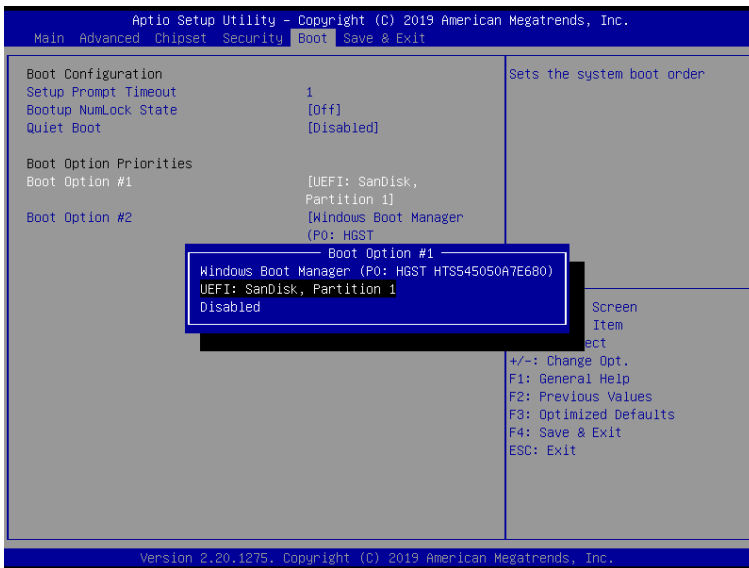 Aptio Setup Utility – Copyright (C) 2019 American Megatrends, Inc.
Main Advanced Chipset Security Boot Save & Exit
Boot Configuration
Setup Prompt Timeout 1
Bootup NumLock State [Off]
Quiet Boot [Disabled]
Boot Option Priorities
Boot Option #1 [UEFI: SanDisk,
Partition 1]
Boot Option #2 [Windows Boot Manager
(P0: HGST
Sets the system boot order
Boot Option #1
Windows Boot Manager (P0: HGST HTS545050A7E680)
UEFI: SanDisk, Partition 1
Disabled
Screen
Item
ect
+/-: Change Opt.
F1: General Help
F2: Previous Values
F3: Optimized Defaults
F4: Save & Exit
ESC: Exit
Version 2.20.1275. Copyright (C) 2019 American Megatrends, Inc.